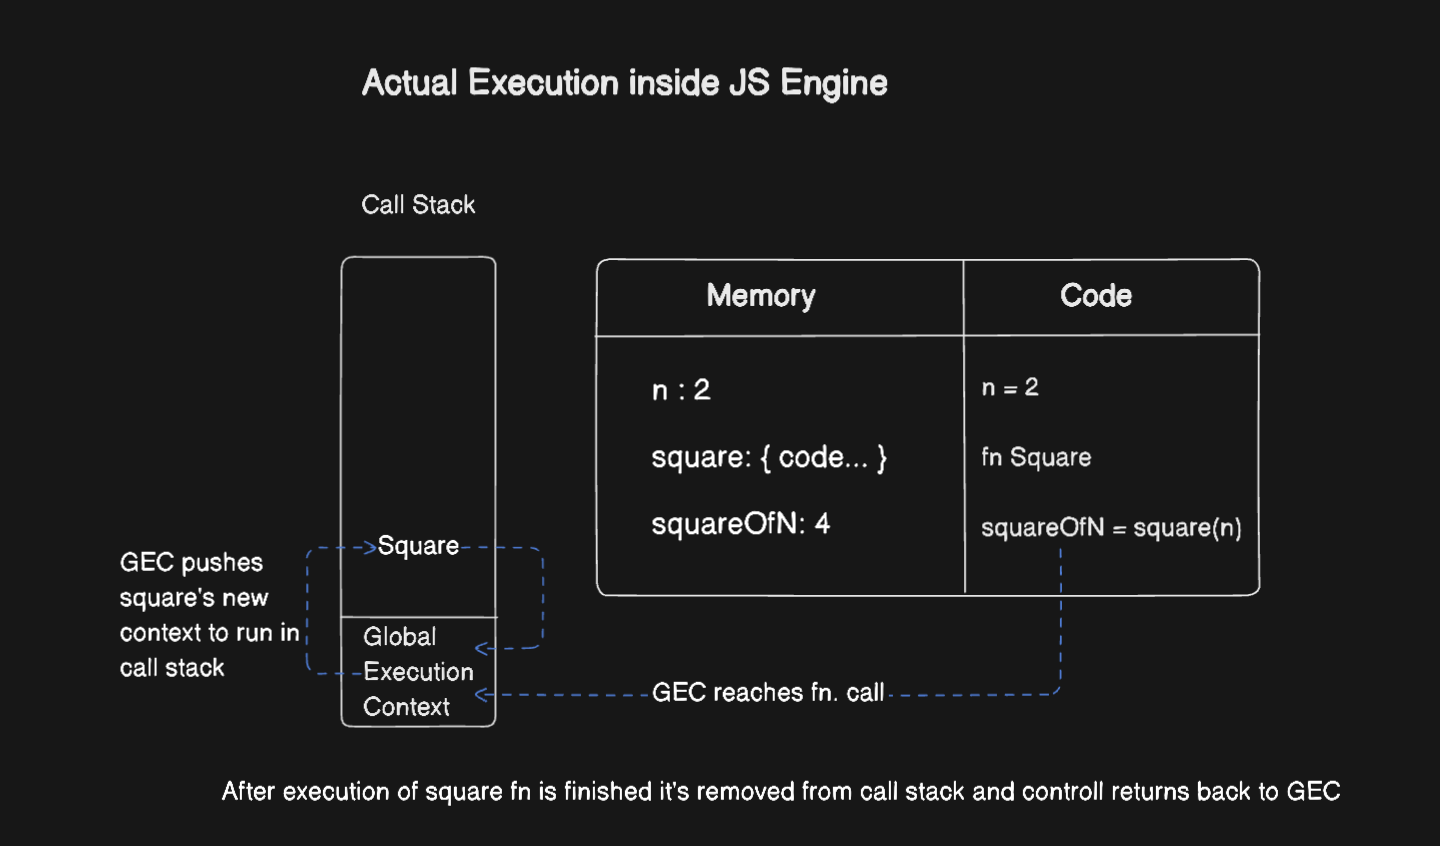 Actual Execution inside JS Engine
Call Stack
Memory
Code
n : 2
n = 2
square: { code... }
fn Square
squareOfN: 4
squareOfN = square(n)
Square
GEC pushes
square's new
context to run in
call stack
Global
Execution
Context
GEC reaches fn. call
After execution of square fn is finished it's removed from call stack and controll returns back to GEC